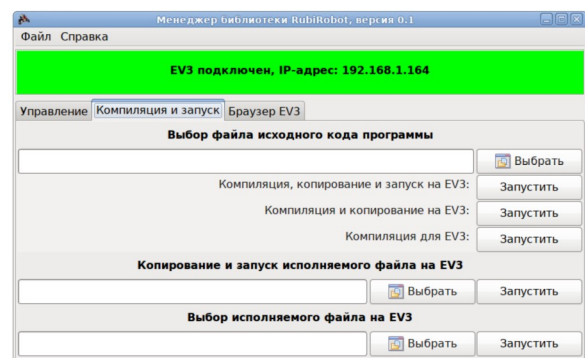 Менеджер библиотеки RubiRobot, версия 0.1
Файл Справка
EV3 подключен, IP-адрес: 192.168.1.164
Управление Компиляция и запуск Браузер EV3
Выбор файла исходного кода программы
Выбрать
Компиляция, копирование и запуск на EV3: Запустить
Компиляция и копирование на EV3: Запустить
Компиляция для EV3: Запустить
Копирование и запуск исполняемого файла на EV3
Выбрать Запустить
Выбор исполняемого файла на EV3
Выбрать Запустить